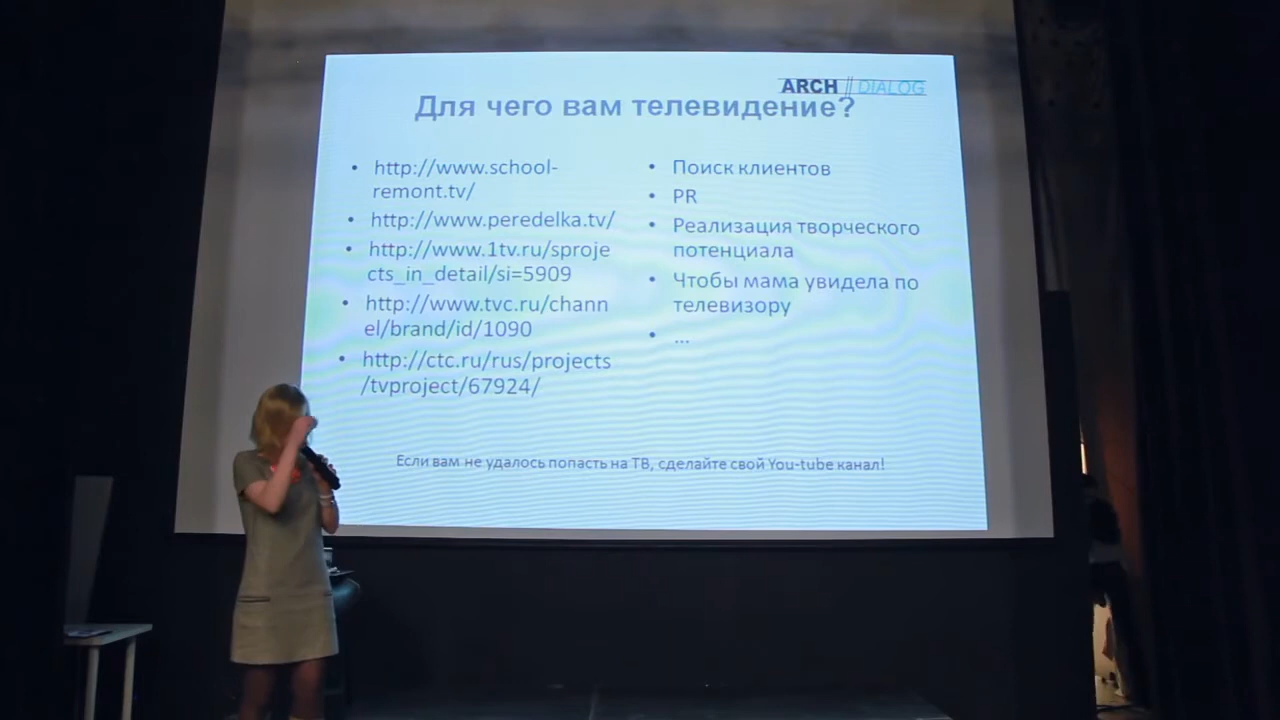 ARCH || DIALOG
Для чего вам телевидение?
• http://www.school-
remont.tv/
• http://www.peredelka.tv/
• http://www.1tv.ru/sproje
cts_in_detail/si=5909
• http://www.tvc.ru/chann
el/brand/id/1090
• http://ctc.ru/rus/projects
/tvproject/67924/
• Поиск клиентов
• PR
• Реализация творческого
потенциала
• Чтобы мама увидела по
телевизору
• ...
Если вам не удалось попасть на ТВ, сделайте свой You-tube канал!